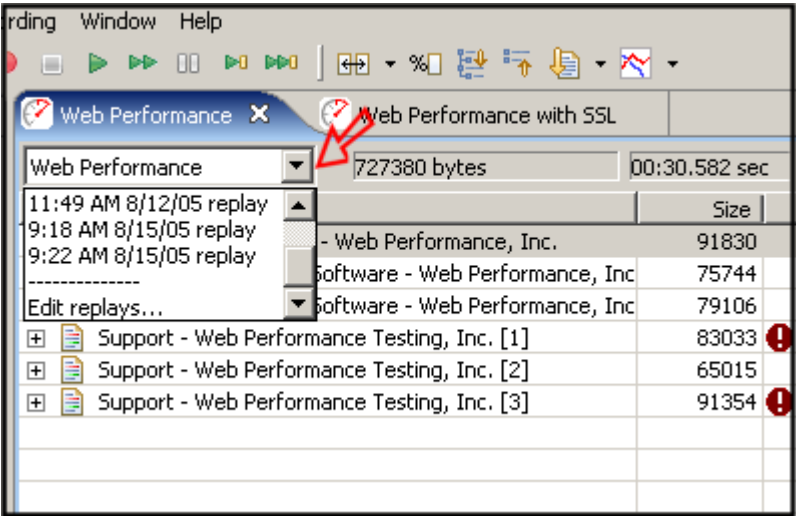 rding Window Help
%
Web Performance
Web Performance with SSL
Web Performance
727380 bytes
00:30.582 sec
11:49 AM 8/12/05 replay
9:18 AM 8/15/05 replay
9:22 AM 8/15/05 replay
--------------
Edit replays...
Size
- Web Performance, Inc.
91830
Software - Web Performance, Inc
75744
Software - Web Performance, Inc
79106
Support - Web Performance Testing, Inc. [1]
83033
Support - Web Performance Testing, Inc. [2]
65015
Support - Web Performance Testing, Inc. [3]
91354